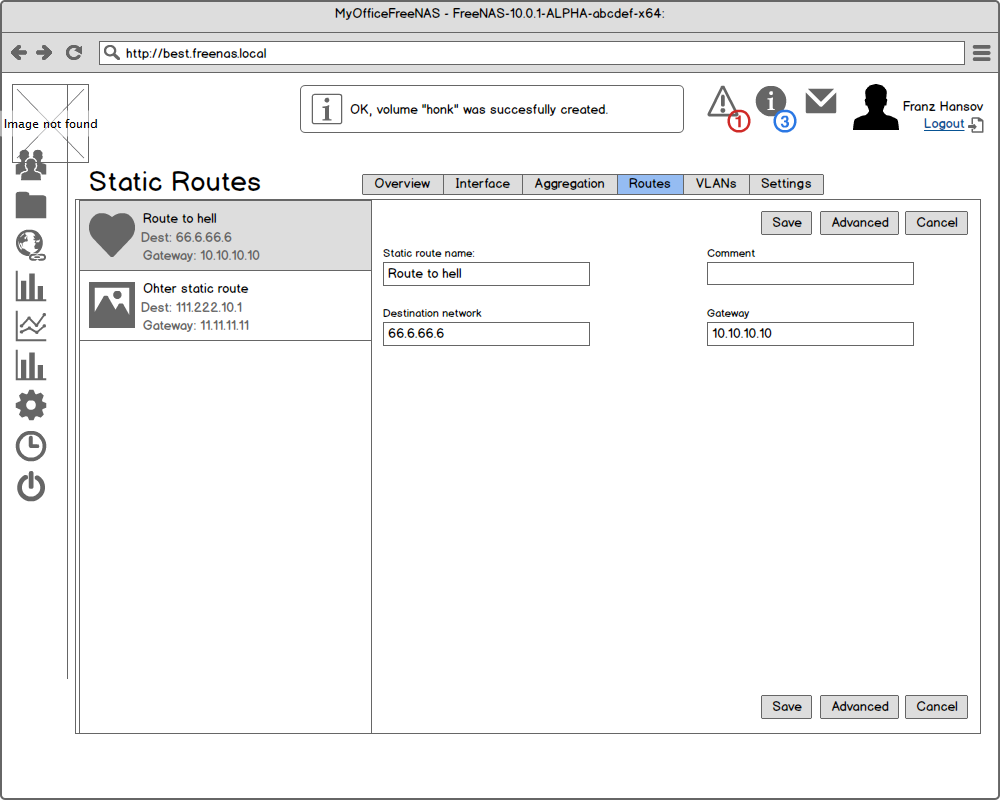 MyOfficeFreeNAS - FreeNAS-10.0.1-ALPHA-abcdef-x64:
http://best.freenas.local
Image not found
OK, volume "honk" was succesfully created.
1
3
Franz Hansov
Logout
Static Routes
Overview
Interface
Aggregation
Routes
VLANs
Settings
Route to hell
Dest: 66.6.66.6
Gateway: 10.10.10.10
Ohter static route
Dest: 111.222.10.1
Gateway: 11.11.11.11
Save
Advanced
Cancel
Static route name:
Route to hell
Comment
Destination network
66.6.66.6
Gateway
10.10.10.10
Save
Advanced
Cancel